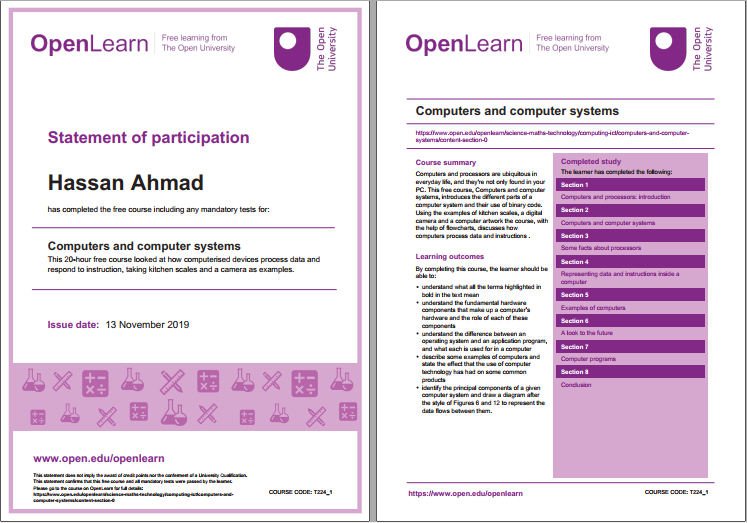 OpenLearn
Free learning from
The Open University
The Open
University
Statement of participation
Hassan Ahmad
has completed the free course including any mandatory tests for:
Computers and computer systems
This 20-hour free course looked at how computerised devices process data and
respond to instruction, taking kitchen scales and a camera as examples.
Issue date: 13 November 2019
www.open.edu/openlearn
This statement does not imply the award of credit points nor the conferment of a University Qualification.
This statement confirms that this free course and all mandatory tests were passed by the learner.
Please go to the course on OpenLearn for full details:
https://www.open.edu/openlearn/science-maths-technology/computing-ict/computers-and-
computer-systems/content-section-0
COURSE CODE: T224_1
OpenLearn
Free learning from
The Open University
The Open
University
Computers and computer systems
https://www.open.edu/openlearn/science-maths-technology/computing-ict/computers-and-computer-
systems/content-section-0
Course summary
Computers and processors are ubiquitous in
everyday life, and they're not only found in your
PC. This free course, Computers and computer
systems, introduces the different parts of a
computer system and their use of binary code.
Using the examples of kitchen scales, a digital
camera and a computer artwork the course, with
the help of flowcharts, discusses how
computers process data and instructions .
Learning outcomes
By completing this course, the learner should be
able to:
• understand what all the terms highlighted in
bold in the text mean
• understand the fundamental hardware
components that make up a computer's
hardware and the role of each of these
components
• understand the difference between an
operating system and an application program,
and what each is used for in a computer
• describe some examples of computers and
state the effect that the use of computer
technology has had on some common
products
• identify the principal components of a given
computer system and draw a diagram after
the style of Figures 6 and 12 to represent the
data flows between them.
Completed study
The learner has completed the following:
Section 1
Computers and processors: introduction
Section 2
Computers and computer systems
Section 3
Some facts about processors
Section 4
Representing data and instructions inside a
computer
Section 5
Examples of computers
Section 6
A look to the future
Section 7
Computer programs
Section 8
Conclusion
https://www.open.edu/openlearn
COURSE CODE: T224_1